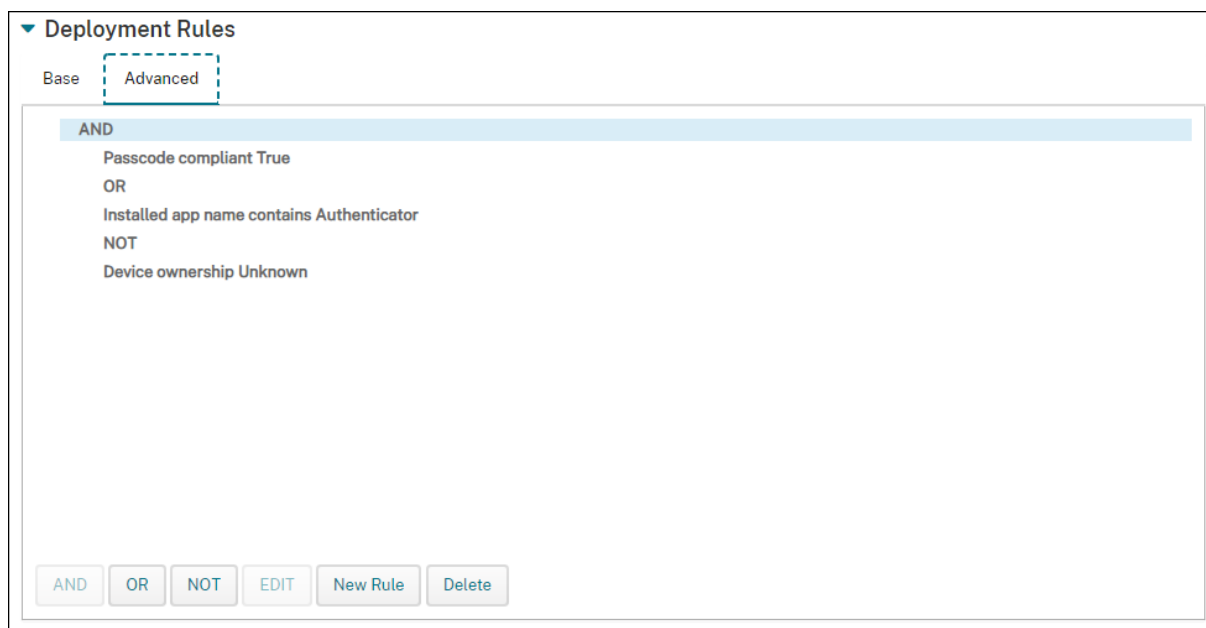 Deployment Rules
Base Advanced
AND
Passcode compliant True
OR
Installed app name contains Authenticator
NOT
Device ownership Unknown
AND OR NOT EDIT New Rule Delete